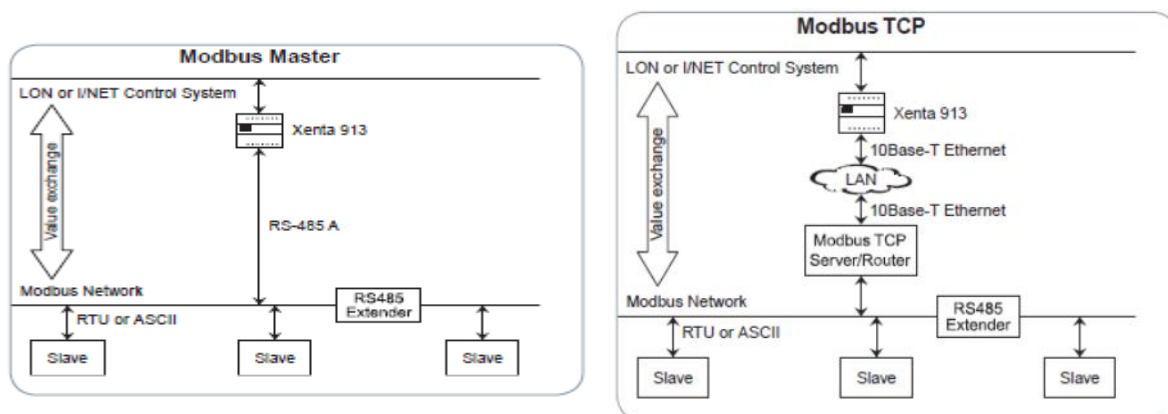 Modbus Master
LON or I/NET Control System
Xenta 913
Value exchange
RS-485 A
Modbus Network
RS485
Extender
RTU or ASCII
Slave
Slave
Slave
Modbus TCP
LON or I/NET Control System
Xenta 913
10Base-T Ethernet
LAN
Value exchange
10Base-T Ethernet
Modbus TCP
Server/Router
Modbus Network
RS485
Extender
RTU or ASCII
Slave
Slave
Slave